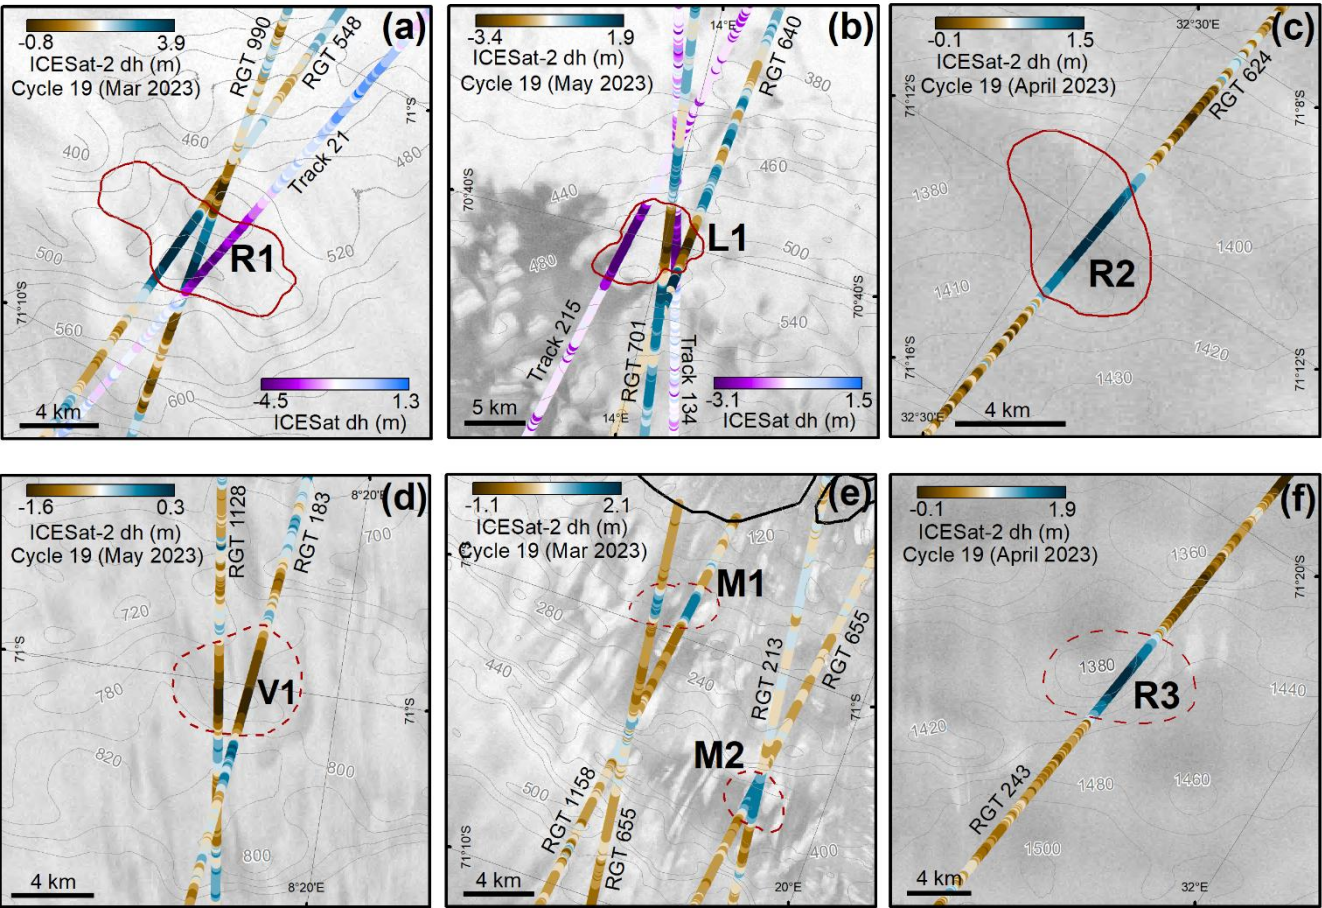 (a)
-0.8 3.9
ICESat-2 dh (m)
Cycle 19 (Mar 2023)
RGT 990
RGT 548
Track 21
71°S
400
460
480
500
520
560
600
R1
71°10'S
4 km
-4.5 1.3
ICESat dh (m)
(b)
14°E
-3.4 1.9
ICESat-2 dh (m)
Cycle 19 (May 2023)
RGT 640
380
460
440
70°40'S
L1
500
480
540
70°40'S
Track 215
RGT 701
Track 134
5 km
14°E
-3.1 1.5
ICESat dh (m)
(c)
32°30'E
-0.1 1.5
ICESat-2 dh (m)
Cycle 19 (April 2023)
RGT 624
71°12'S
71°8'S
1380
1400
1410
1420
1430
R2
71°16'S
71°12'S
32°30'E
4 km
(d)
8°20'E
-1.6 0.3
ICESat-2 dh (m)
Cycle 19 (May 2023)
RGT 1128
RGT 183
700
720
71°S
780
V1
71°S
820
800
800
4 km
8°20'E
(e)
-1.1 2.1
ICESat-2 dh (m)
Cycle 19 (Mar 2023)
120
M1
280
440
240
RGT 213
RGT 655
71°S
M2
500
RGT 1158
RGT 655
71°10'S
400
4 km
20°E
(f)
-0.1 1.9
ICESat-2 dh (m)
Cycle 19 (April 2023)
1360
71°20'S
1380
R3
1440
1420
1480
1460
RGT 243
1500
4 km
32°E